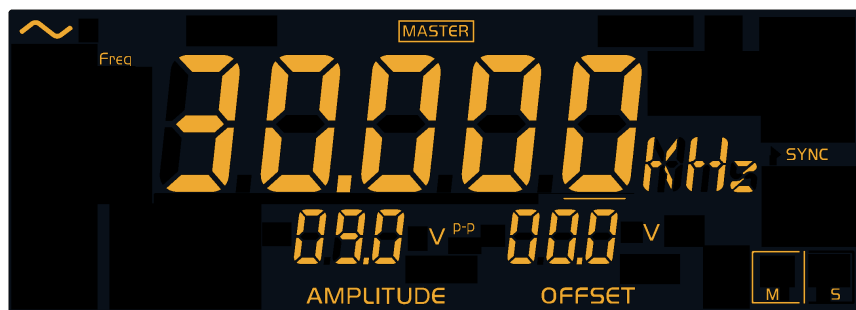 MASTER
Freq
30.000 KHz
SYNC
09.0 V p-p 00.0 V
AMPLITUDE OFFSET M S